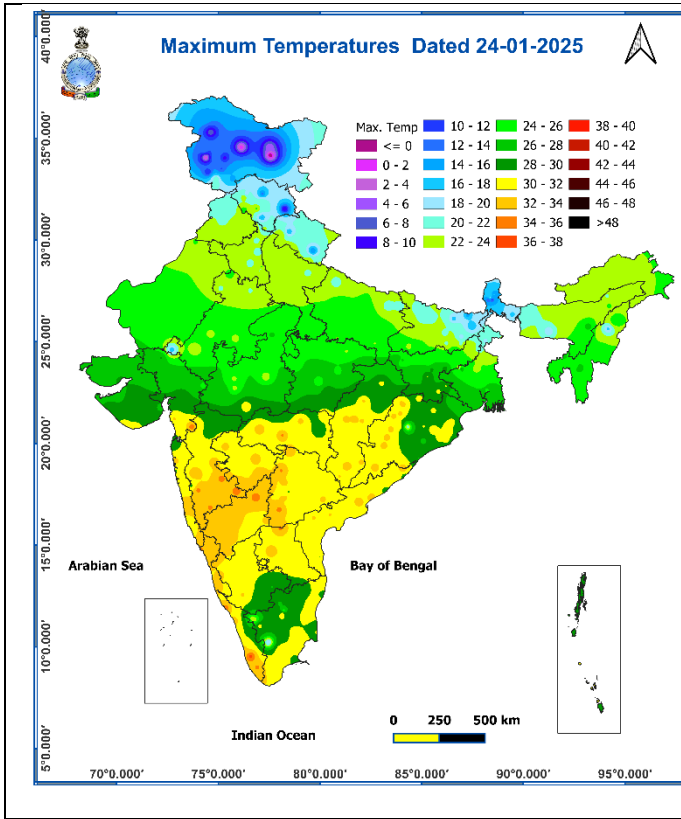 Maximum Temperatures Dated 24-01-2025
Max. Temp
<= 0
0 - 2
2 - 4
4 - 6
6 - 8
8 - 10
10 - 12
12 - 14
14 - 16
16 - 18
18 - 20
20 - 22
22 - 24
24 - 26
26 - 28
28 - 30
30 - 32
32 - 34
34 - 36
36 - 38
38 - 40
40 - 42
42 - 44
44 - 46
46 - 48
>48
40°0.000'
35°0.000'
30°0.000'
25°0.000'
20°0.000'
15°0.000'
10°0.000'
5°0.000'
Arabian Sea
Bay of Bengal
Indian Ocean
0 250 500 km
70°0.000' 75°0.000' 80°0.000' 85°0.000' 90°0.000' 95°0.000'